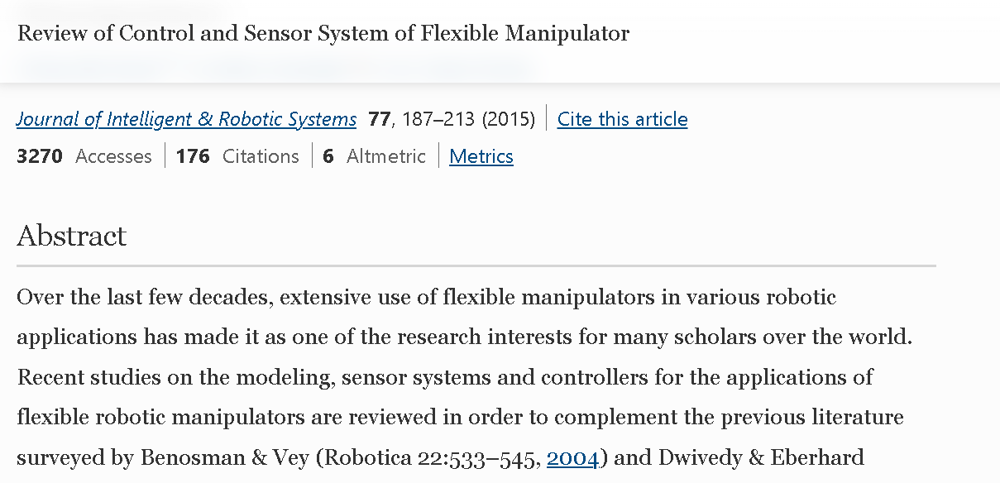 Review of Control and Sensor System of Flexible Manipulator
Journal of Intelligent & Robotic Systems 77, 187–213 (2015) Cite this article
3270 Accesses 176 Citations 6 Altmetric Metrics
Abstract
Over the last few decades, extensive use of flexible manipulators in various robotic
applications has made it as one of the research interests for many scholars over the world.
Recent studies on the modeling, sensor systems and controllers for the applications of
flexible robotic manipulators are reviewed in order to complement the previous literature
surveyed by Benosman & Vey (Robotica 22:533–545, 2004) and Dwivedy & Eberhard